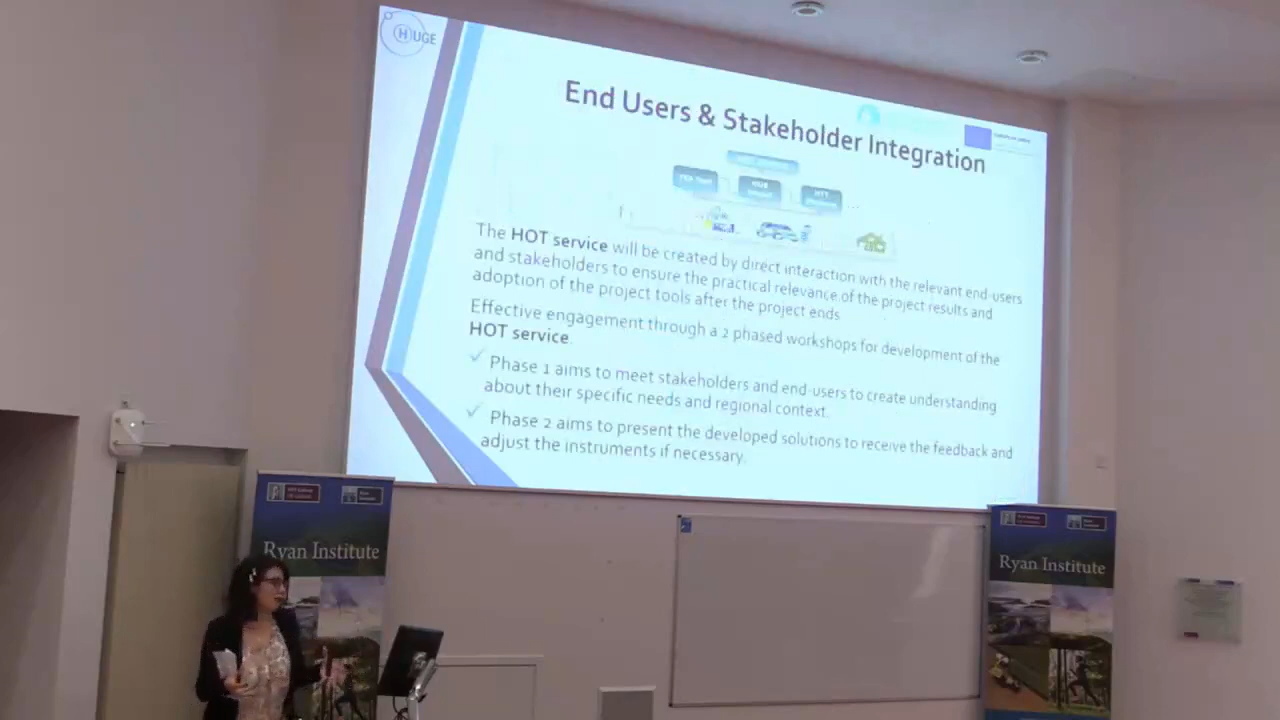 HUGE
End Users & Stakeholder Integration
The HOT service will be created by direct interaction with the relevant end-users
and stakeholders to ensure the practical relevance of the project results and
adoption of the project tools after the project ends
Effective engagement through a 2 phased workshops for development of the
HOT service.
✓ Phase 1 aims to meet stakeholders and end-users to create understanding
about their specific needs and regional context.
✓ Phase 2 aims to present the developed solutions to receive the feedback and
adjust the instruments if necessary.
Ryan Institute
Ryan Institute